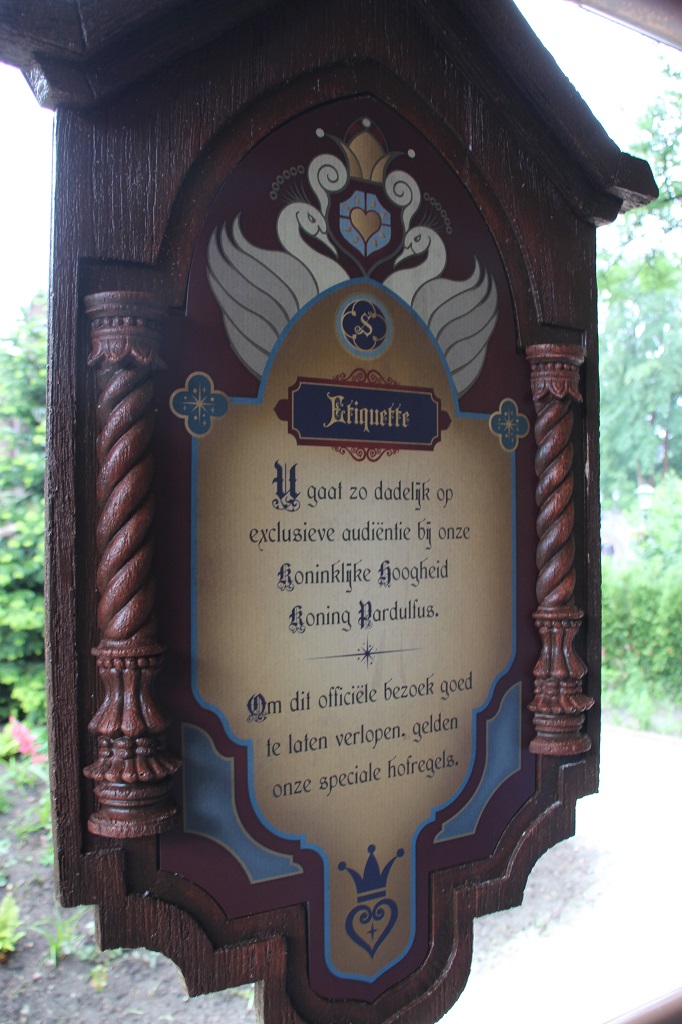 S
Etiquette
U gaat zo dadelijk op
exclusieve audiëntie bij onze
Koninklijke Hoogheid
Koning Pardulfus.
Om dit officiële bezoek goed
te laten verlopen, gelden
onze speciale hofregels.